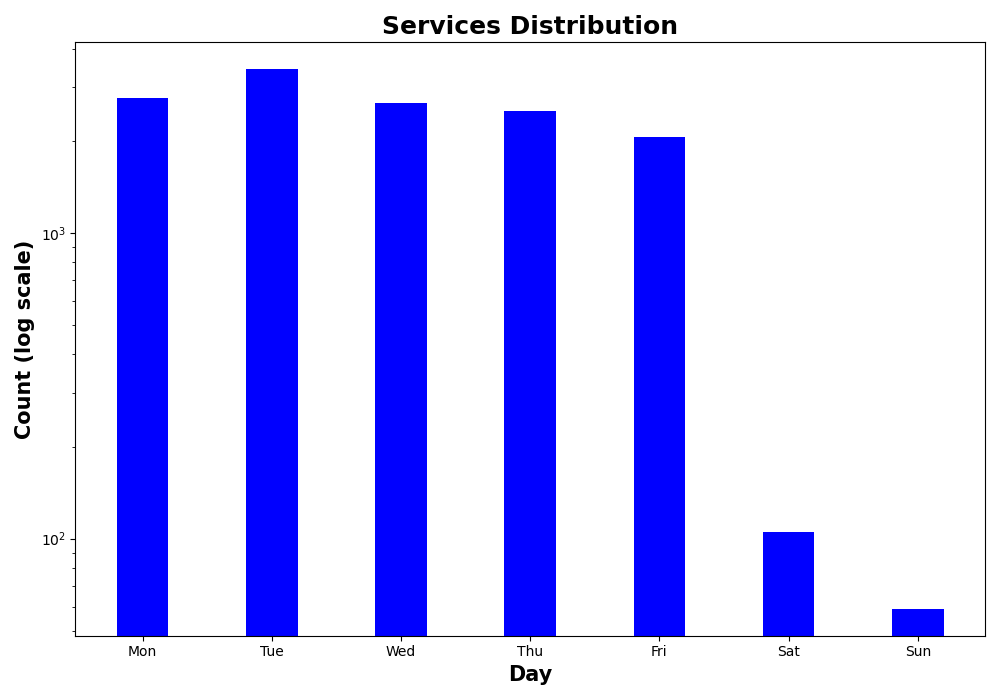 Services Distribution
Count (log scale)
10³
10²
Mon Tue Wed Thu Fri Sat Sun
Day